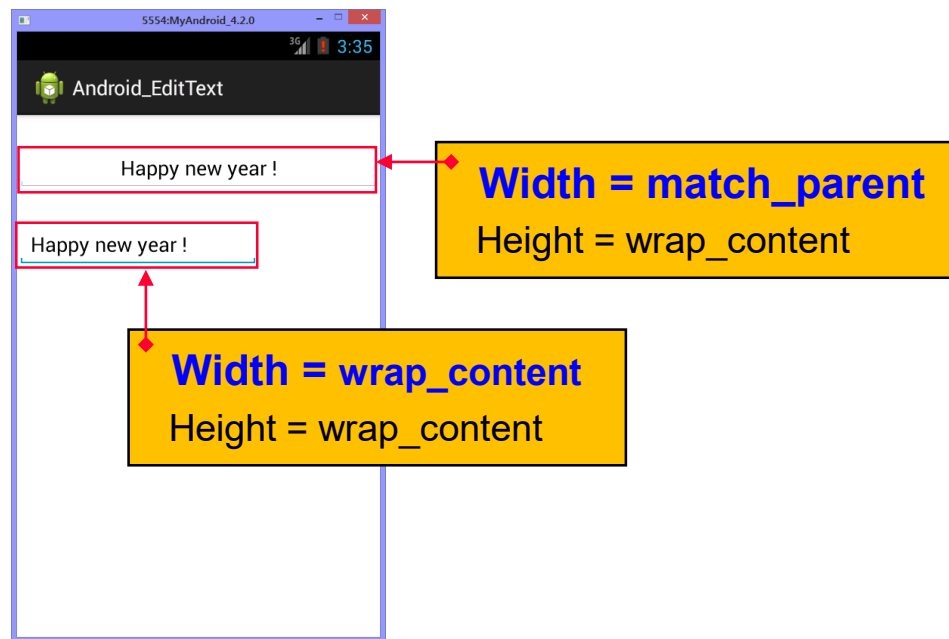 5554:MyAndroid_4.2.0
3G 3:35
Android_EditText
Happy new year !
Width = match_parent
Height = wrap_content
Happy new year !
Width = wrap_content
Height = wrap_content